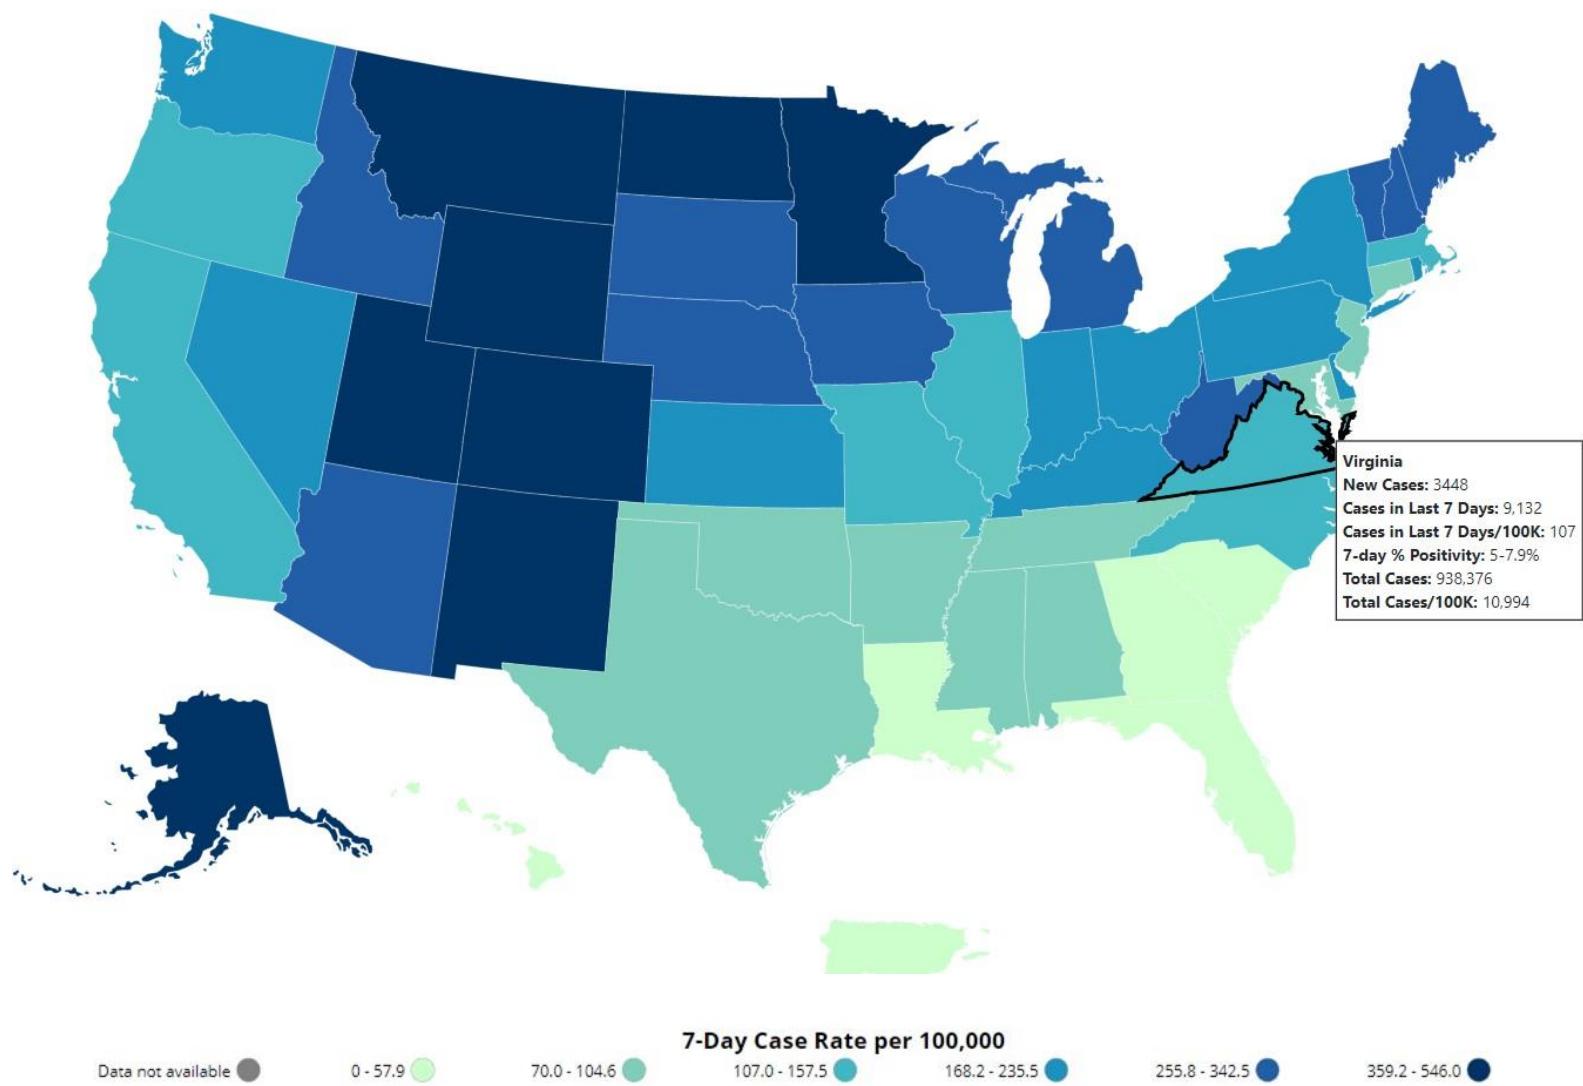 Virginia
New Cases: 3448
Cases in Last 7 Days: 9,132
Cases in Last 7 Days/100K: 107
7-day % Positivity: 5-7.9%
Total Cases: 938,376
Total Cases/100K: 10,994
7-Day Case Rate per 100,000
Data not available 0 - 57.9 70.0 - 104.6 107.0 - 157.5 168.2 - 235.5 255.8 - 342.5 359.2 - 546.0